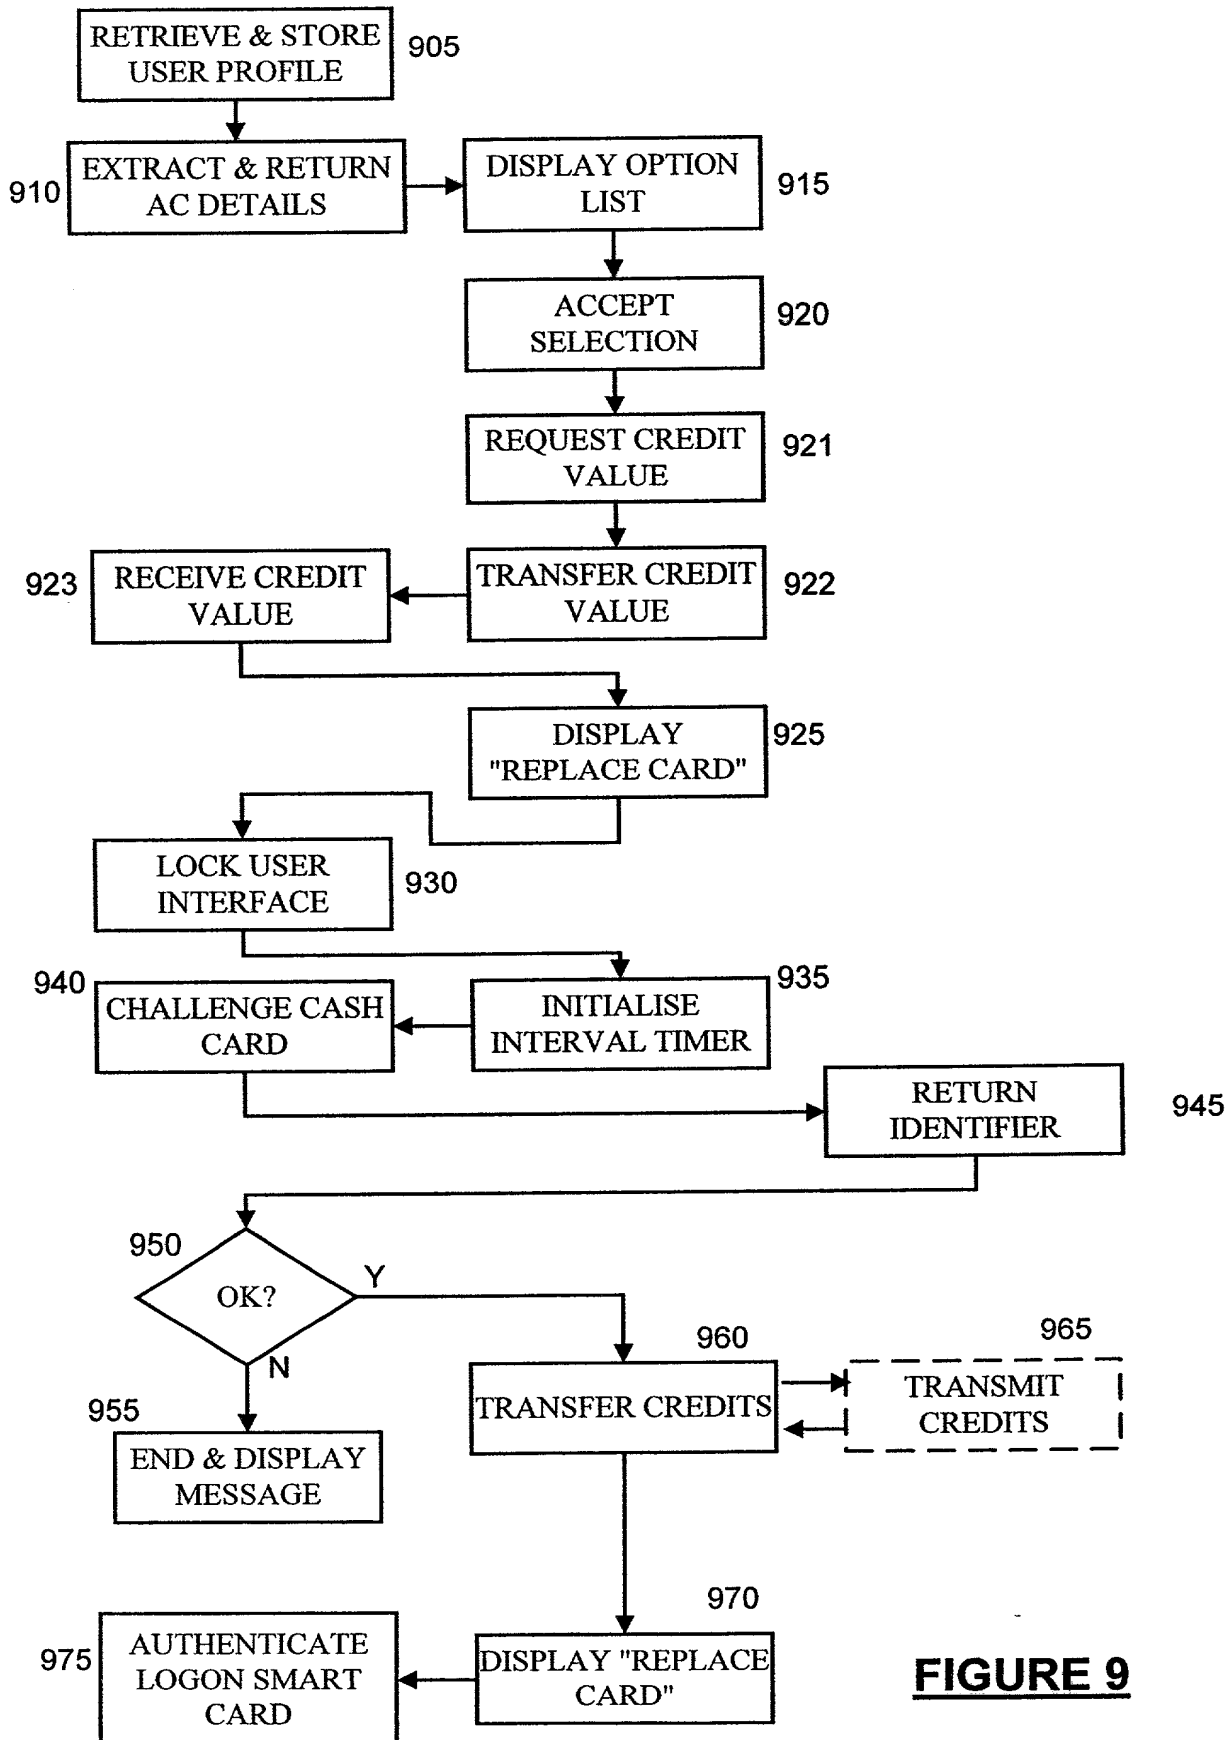 RETRIEVE & STORE
USER PROFILE
905
910
EXTRACT & RETURN
AC DETAILS
DISPLAY OPTION
LIST
915
ACCEPT
SELECTION
920
REQUEST CREDIT
VALUE
921
923
RECEIVE CREDIT
VALUE
TRANSFER CREDIT
VALUE
922
DISPLAY
"REPLACE CARD"
925
LOCK USER
INTERFACE
930
940
CHALLENGE CASH
CARD
935
INITIALISE
INTERVAL TIMER
RETURN
IDENTIFIER
945
950
OK?
Y
N
960
TRANSFER CREDITS
965
TRANSMIT
CREDITS
955
END & DISPLAY
MESSAGE
970
DISPLAY "REPLACE
CARD"
975
AUTHENTICATE
LOGON SMART
CARD
FIGURE 9